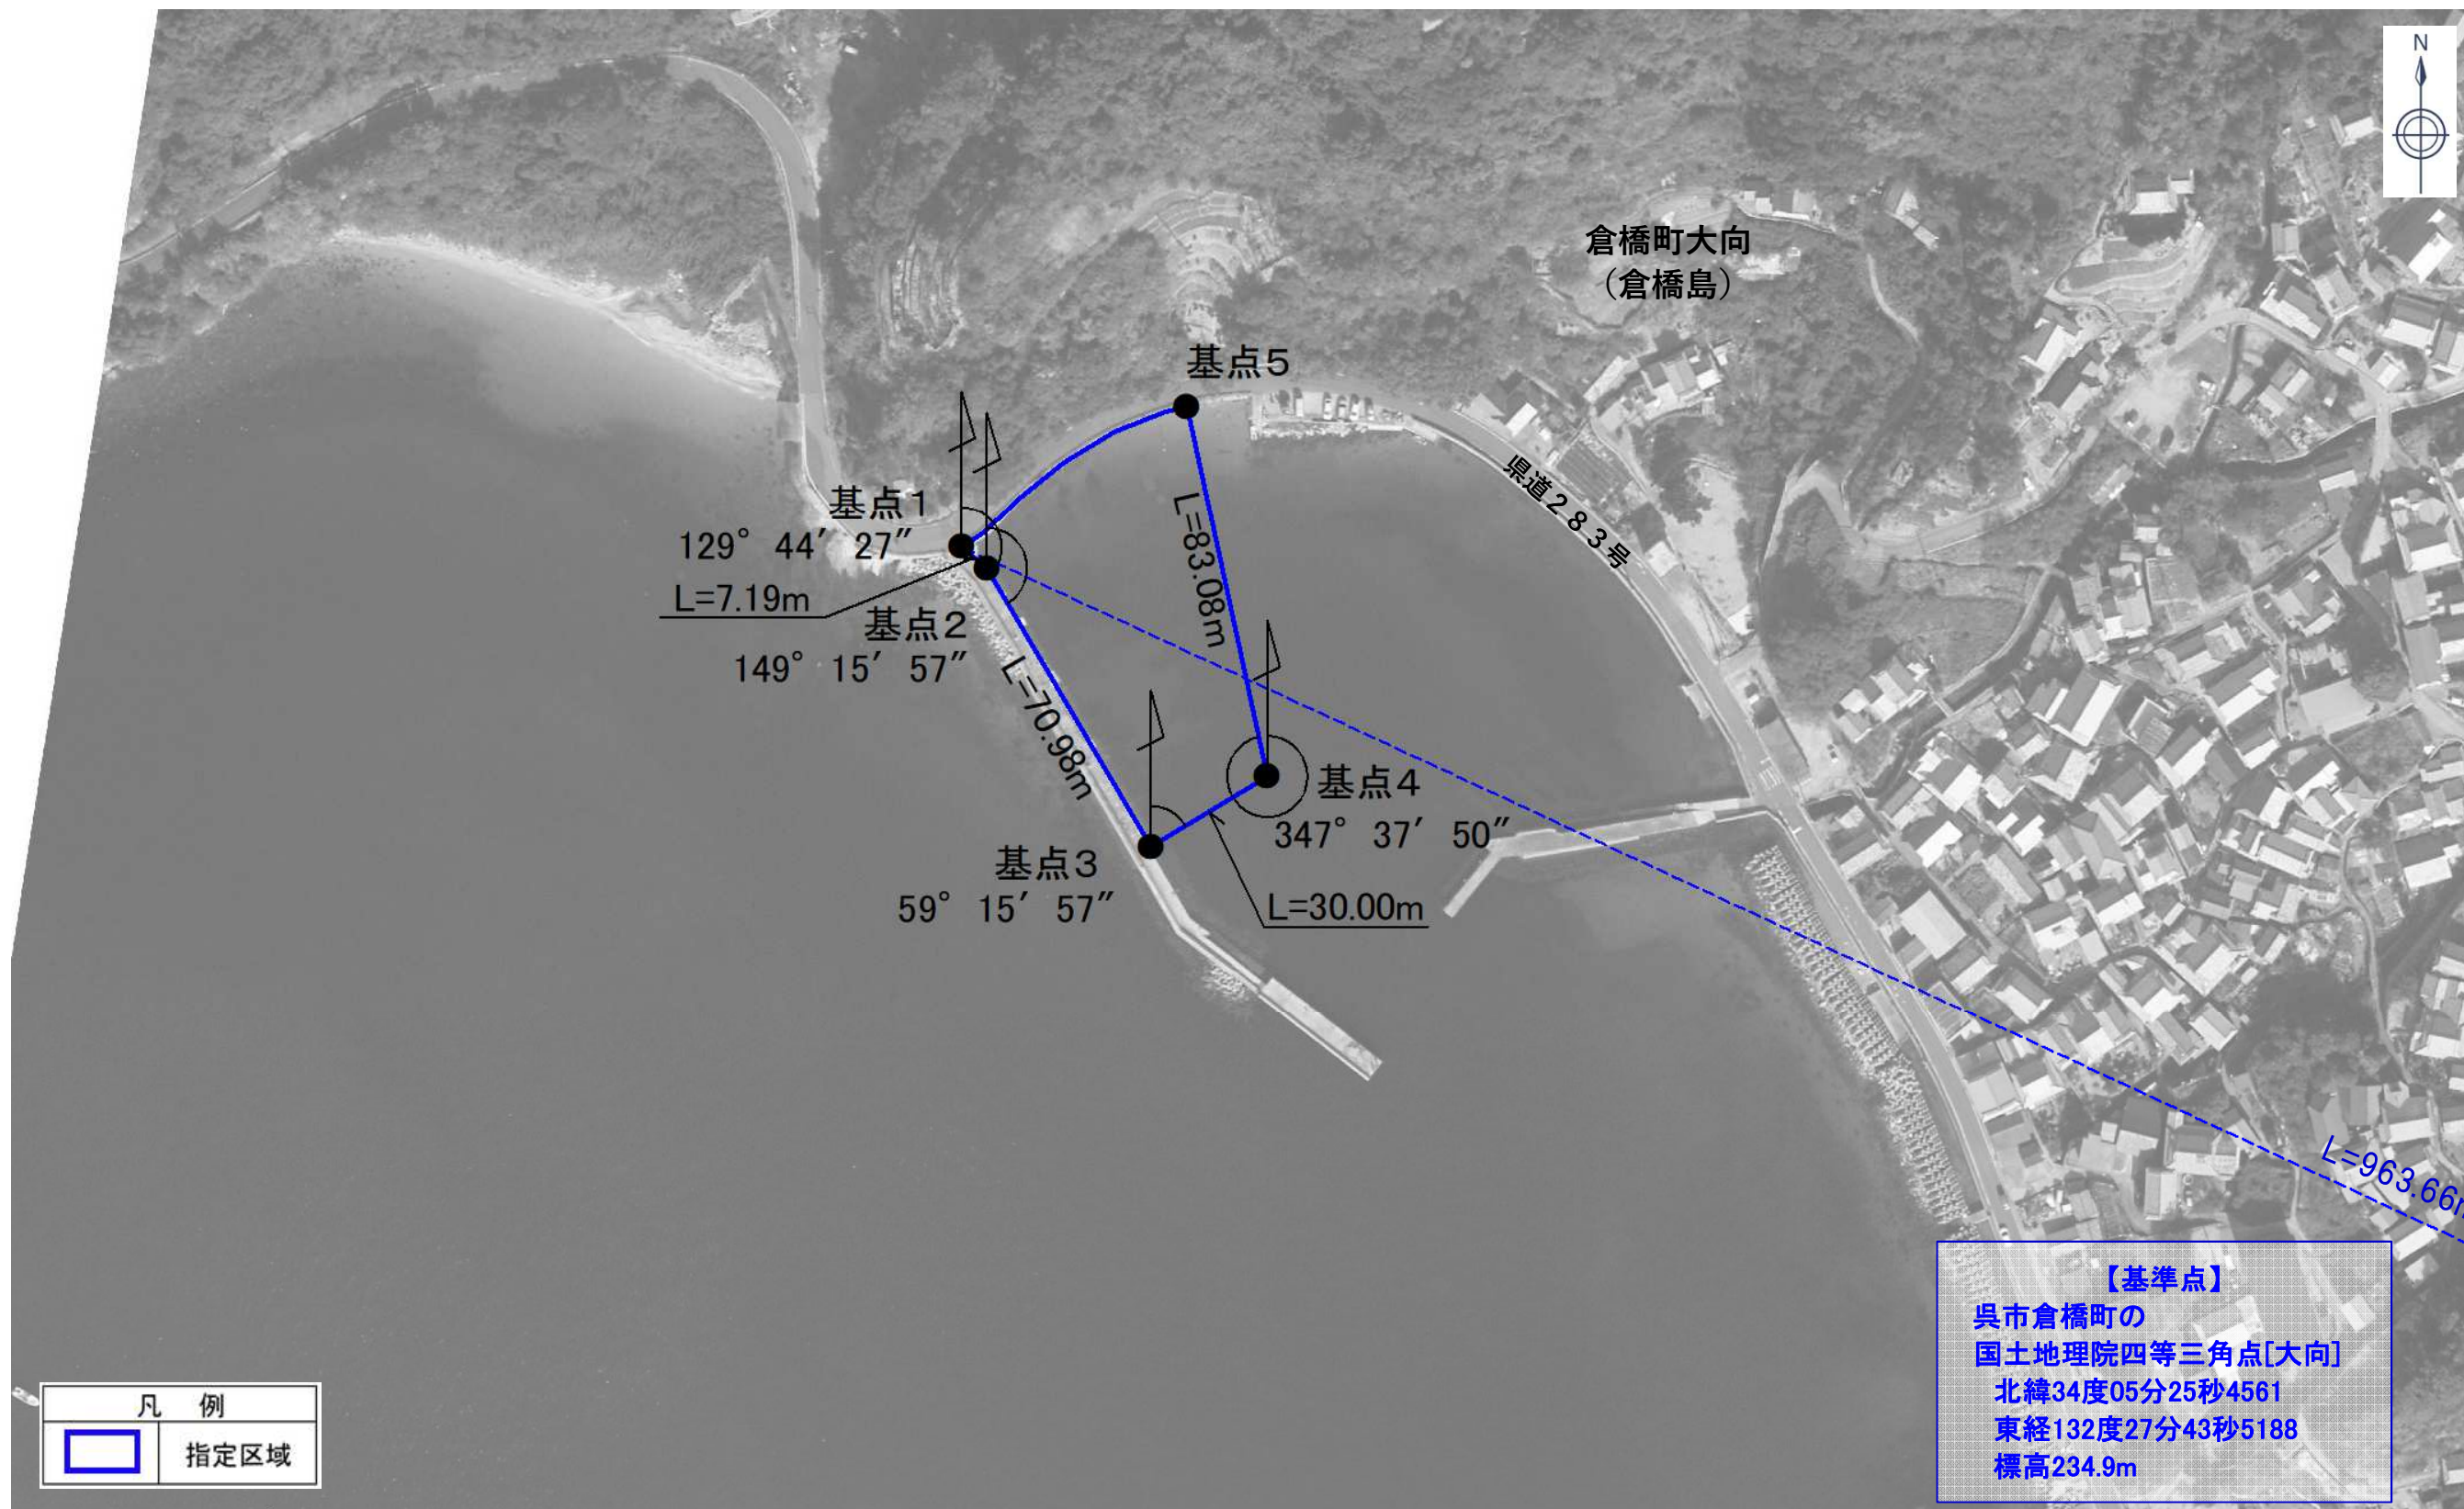 N
倉橋町大向
（倉橋島）
基点5
県道２８３号
基点1
129° 44′ 27″
L=7.19m
基点2
149° 15′ 57″
L=83.08m
L=70.98m
基点4
347° 37′ 50″
基点3
59° 15′ 57″
L=30.00m
L=963.66m
【基準点】
呉市倉橋町の
国土地理院四等三角点[大向]
北緯34度05分25秒4561
東経132度27分43秒5188
標高234.9m
凡 例
指定区域